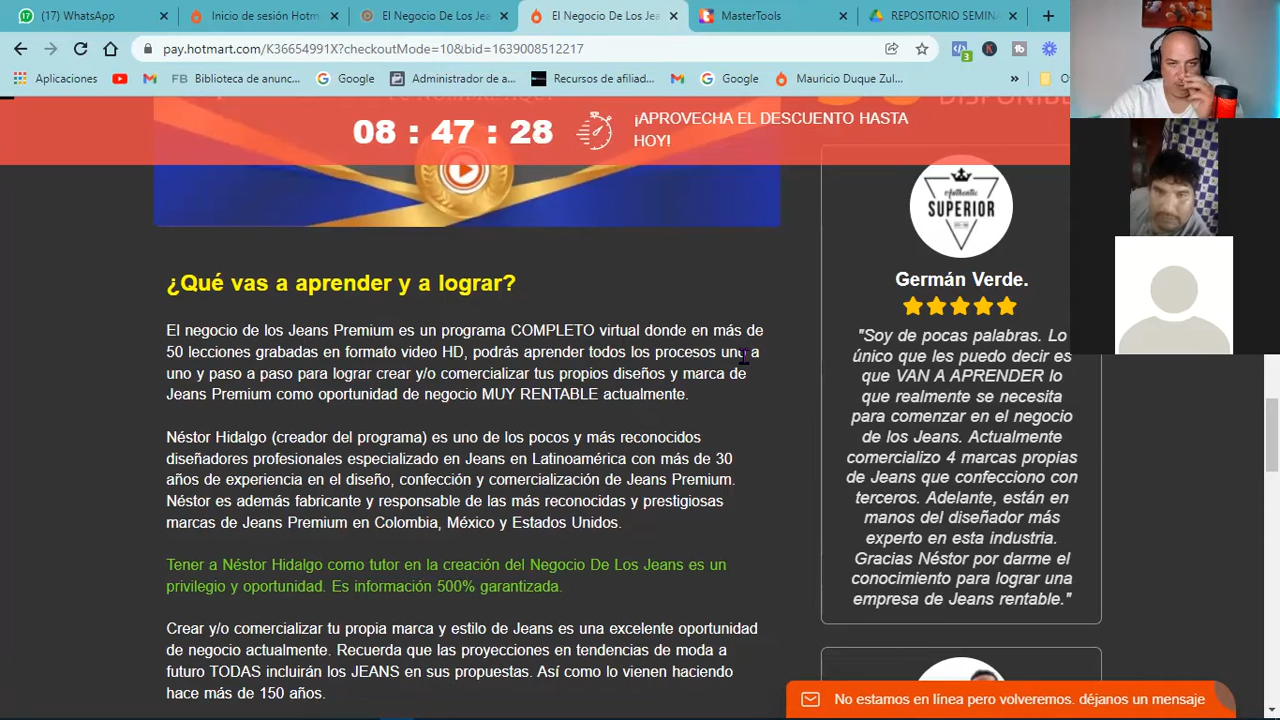 (17) WhatsApp
Inicio de sesión Hotm
El Negocio De Los Jea
El Negocio De Los Je
MasterTools
REPOSITORIO SEMINA
pay.hotmart.com/K36654991X?checkoutMode=10&bid=1639008512217
3
K
tb
Aplicaciones
FB Biblioteca de anunc...
Google
Administrador de a...
Recursos de afiliad...
Google
Mauricio Duque Zul...
»
DISPONIBLE
08 : 47 : 28
¡APROVECHA EL DESCUENTO HASTA
HOY!
¿Qué vas a aprender y a lograr?
El negocio de los Jeans Premium es un programa COMPLETO virtual donde en más de
50 lecciones grabadas en formato video HD, podrás aprender todos los procesos uno a
uno y paso a paso para lograr crear y/o comercializar tus propios diseños y marca de
Jeans Premium como oportunidad de negocio MUY RENTABLE actualmente.
Néstor Hidalgo (creador del programa) es uno de los pocos y más reconocidos
diseñadores profesionales especializado en Jeans en Latinoamérica con más de 30
años de experiencia en el diseño, confección y comercialización de Jeans Premium.
Néstor es además fabricante y responsable de las más reconocidas y prestigiosas
marcas de Jeans Premium en Colombia, México y Estados Unidos.
Tener a Néstor Hidalgo como tutor en la creación del Negocio De Los Jeans es un
privilegio y oportunidad. Es información 500% garantizada.
Crear y/o comercializar tu propia marca y estilo de Jeans es una excelente oportunidad
de negocio actualmente. Recuerda que las proyecciones en tendencias de moda a
futuro TODAS incluirán los JEANS en sus propuestas. Así como lo vienen haciendo
hace más de 150 años.
Authentic
SUPERIOR
Germán Verde.
"Soy de pocas palabras. Lo
único que les puedo decir es
que VAN A APRENDER lo
que realmente se necesita
para comenzar en el negocio
de los Jeans. Actualmente
comercializo 4 marcas propias
de Jeans que confecciono con
terceros. Adelante, están en
manos del diseñador más
experto en esta industria.
Gracias Néstor por darme el
conocimiento para lograr una
empresa de Jeans rentable."
No estamos en línea pero volveremos. déjanos un mensaje